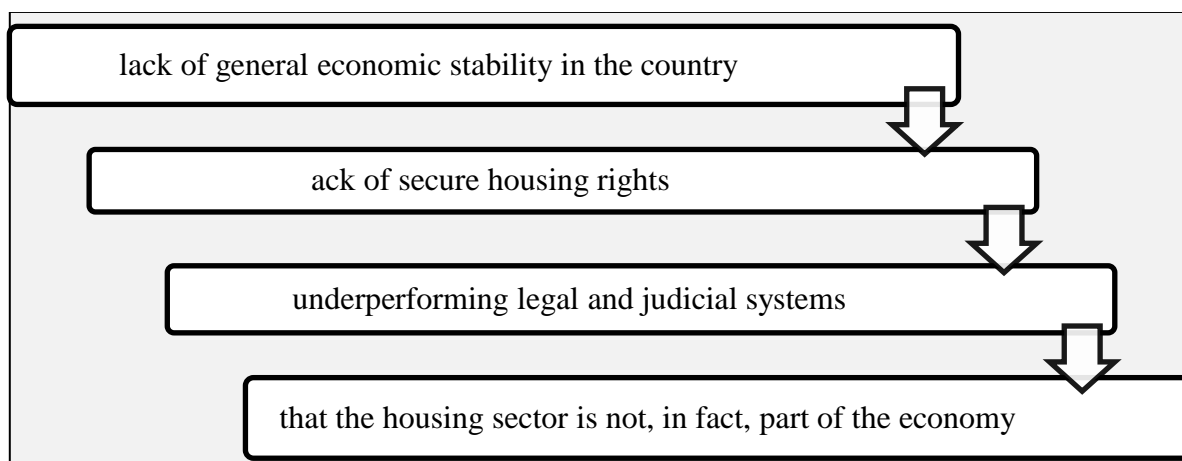 lack of general economic stability in the country
ack of secure housing rights
underperforming legal and judicial systems
that the housing sector is not, in fact, part of the economy